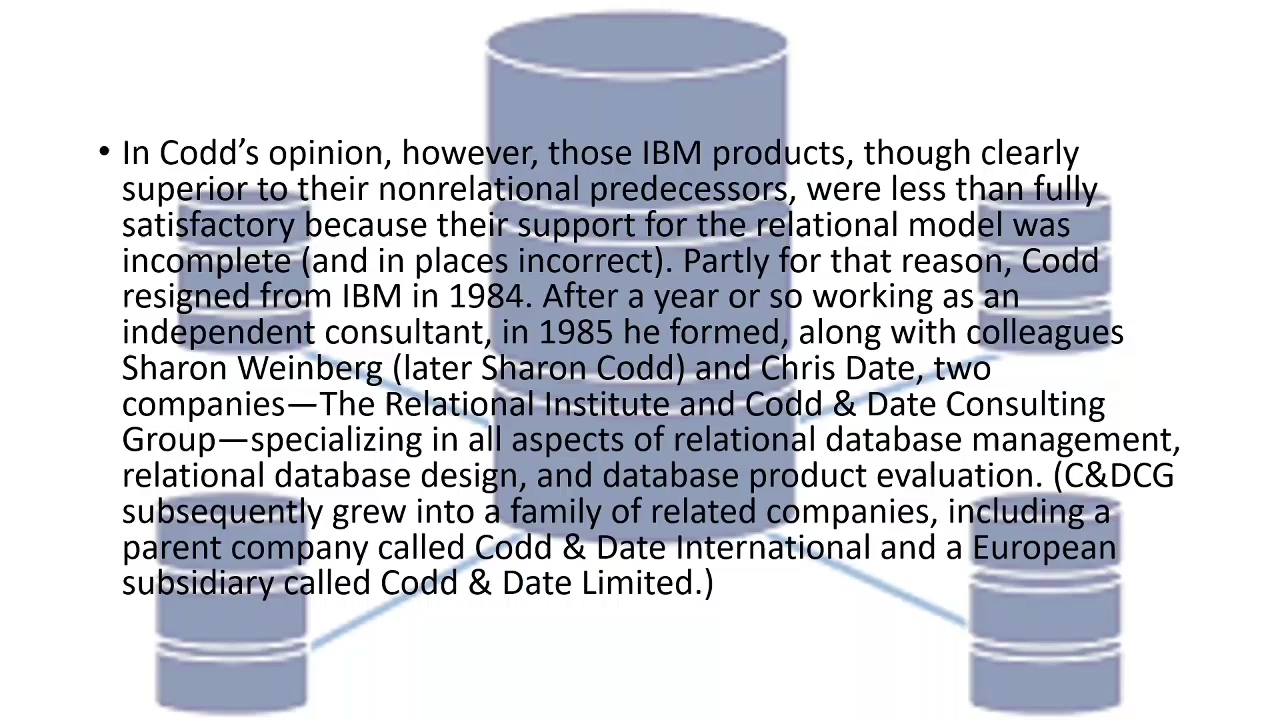 • In Codd’s opinion, however, those IBM products, though clearly
superior to their nonrelational predecessors, were less than fully
satisfactory because their support for the relational model was
incomplete (and in places incorrect). Partly for that reason, Codd
resigned from IBM in 1984. After a year or so working as an
independent consultant, in 1985 he formed, along with colleagues
Sharon Weinberg (later Sharon Codd) and Chris Date, two
companies—The Relational Institute and Codd & Date Consulting
Group—specializing in all aspects of relational database management,
relational database design, and database product evaluation. (C&DCG
subsequently grew into a family of related companies, including a
parent company called Codd & Date International and a European
subsidiary called Codd & Date Limited.)